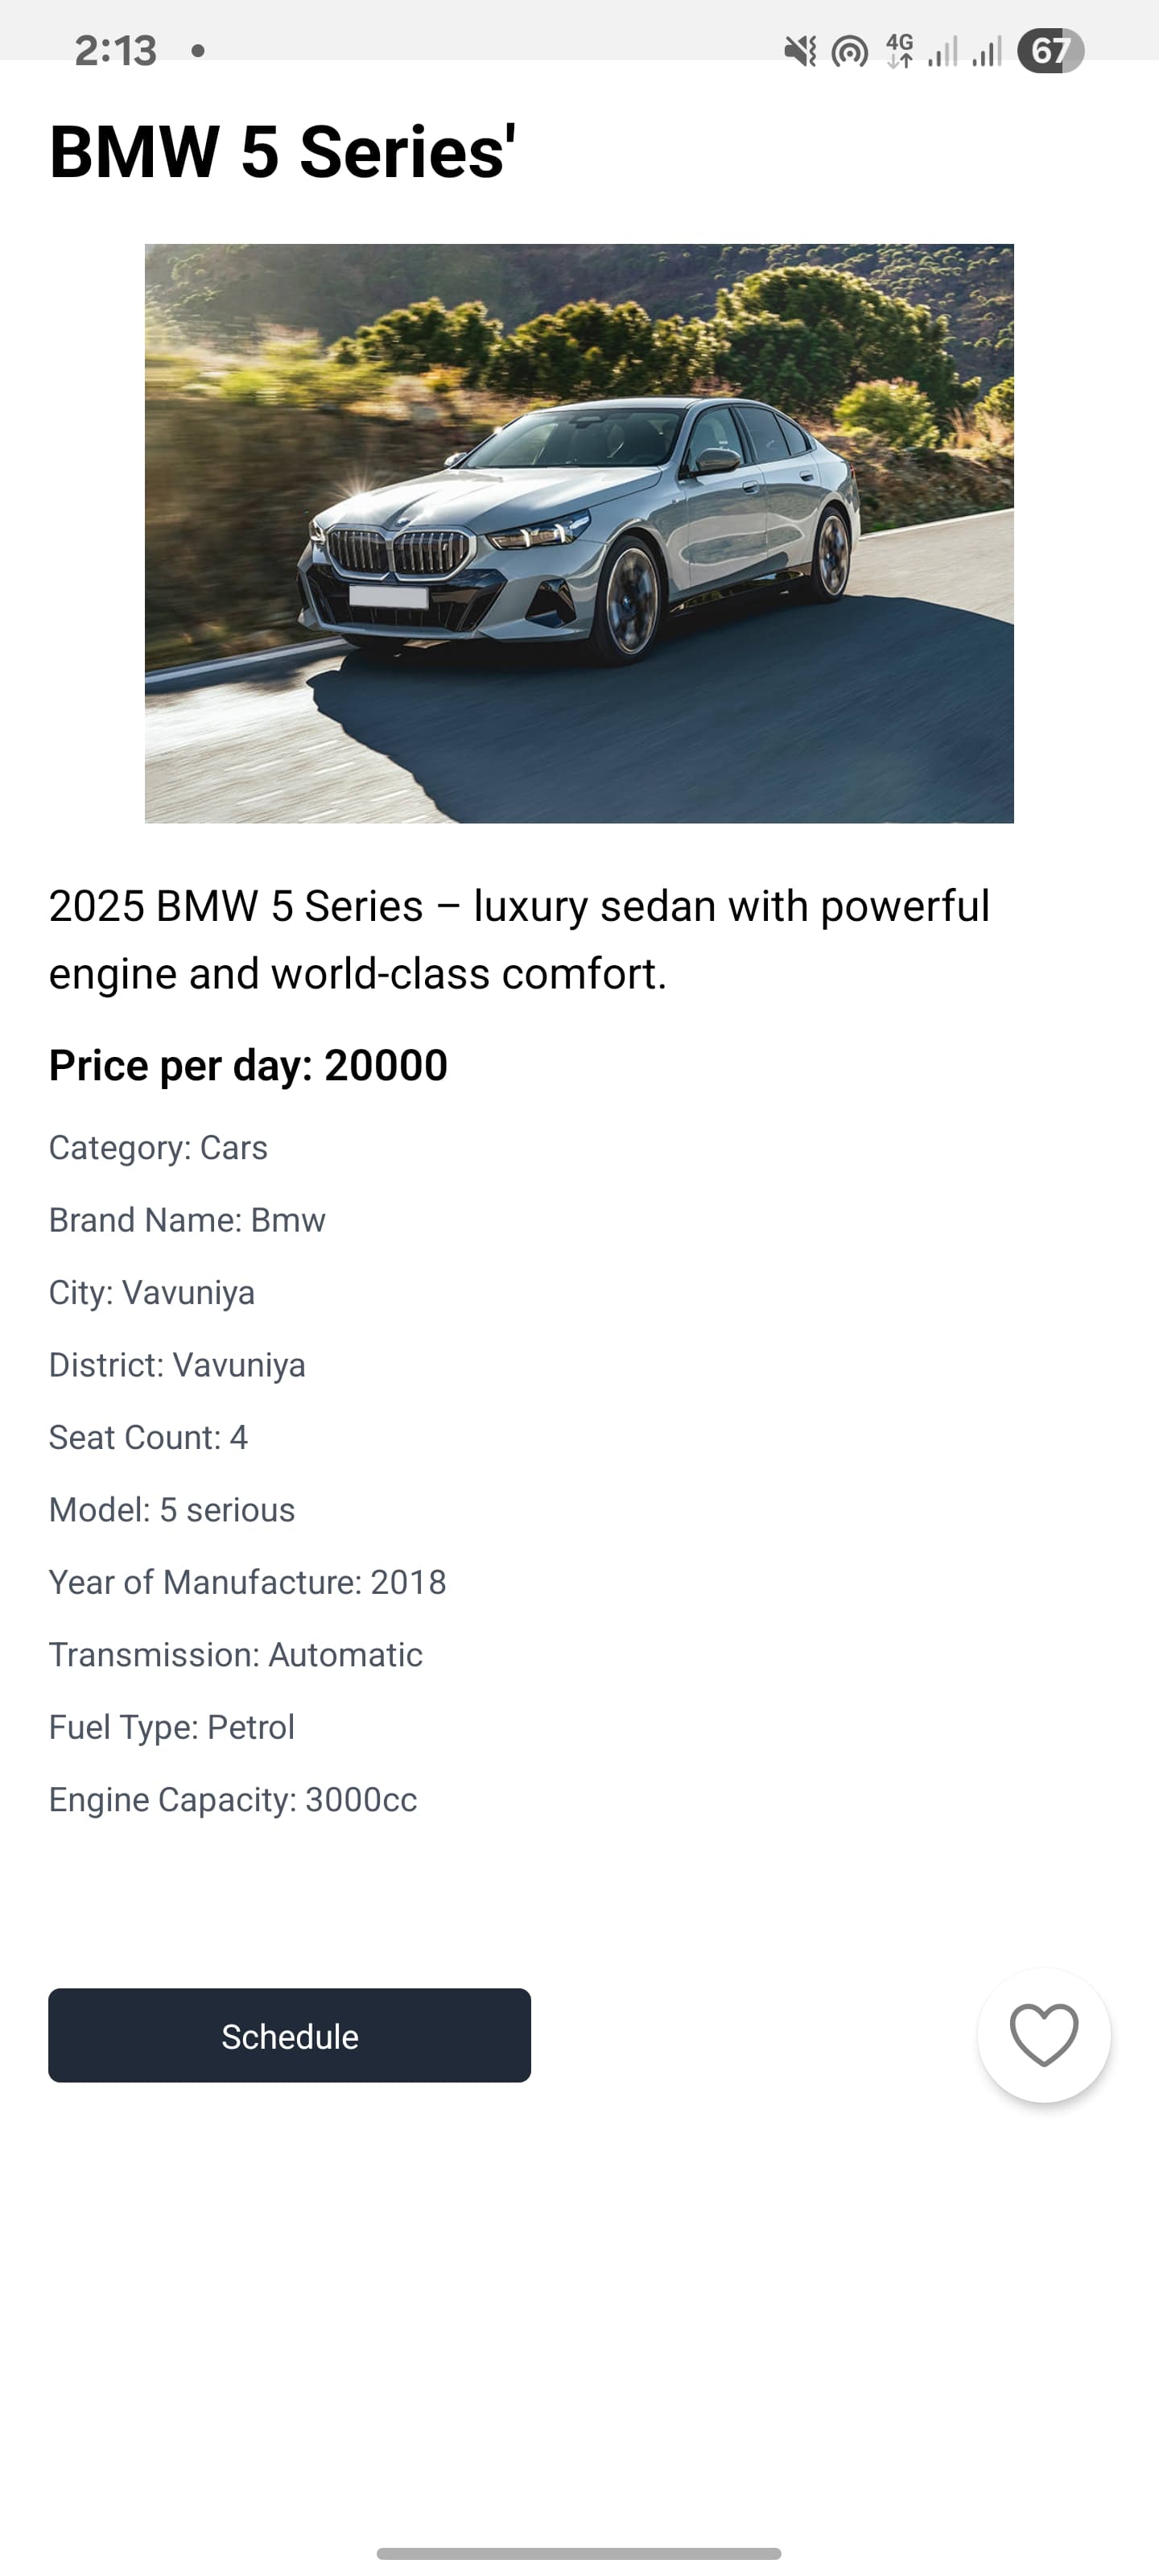 2:13
4G
67
BMW 5 Series'
2025 BMW 5 Series – luxury sedan with powerful
engine and world-class comfort.
Price per day: 20000
Category: Cars
Brand Name: Bmw
City: Vavuniya
District: Vavuniya
Seat Count: 4
Model: 5 serious
Year of Manufacture: 2018
Transmission: Automatic
Fuel Type: Petrol
Engine Capacity: 3000cc
Schedule